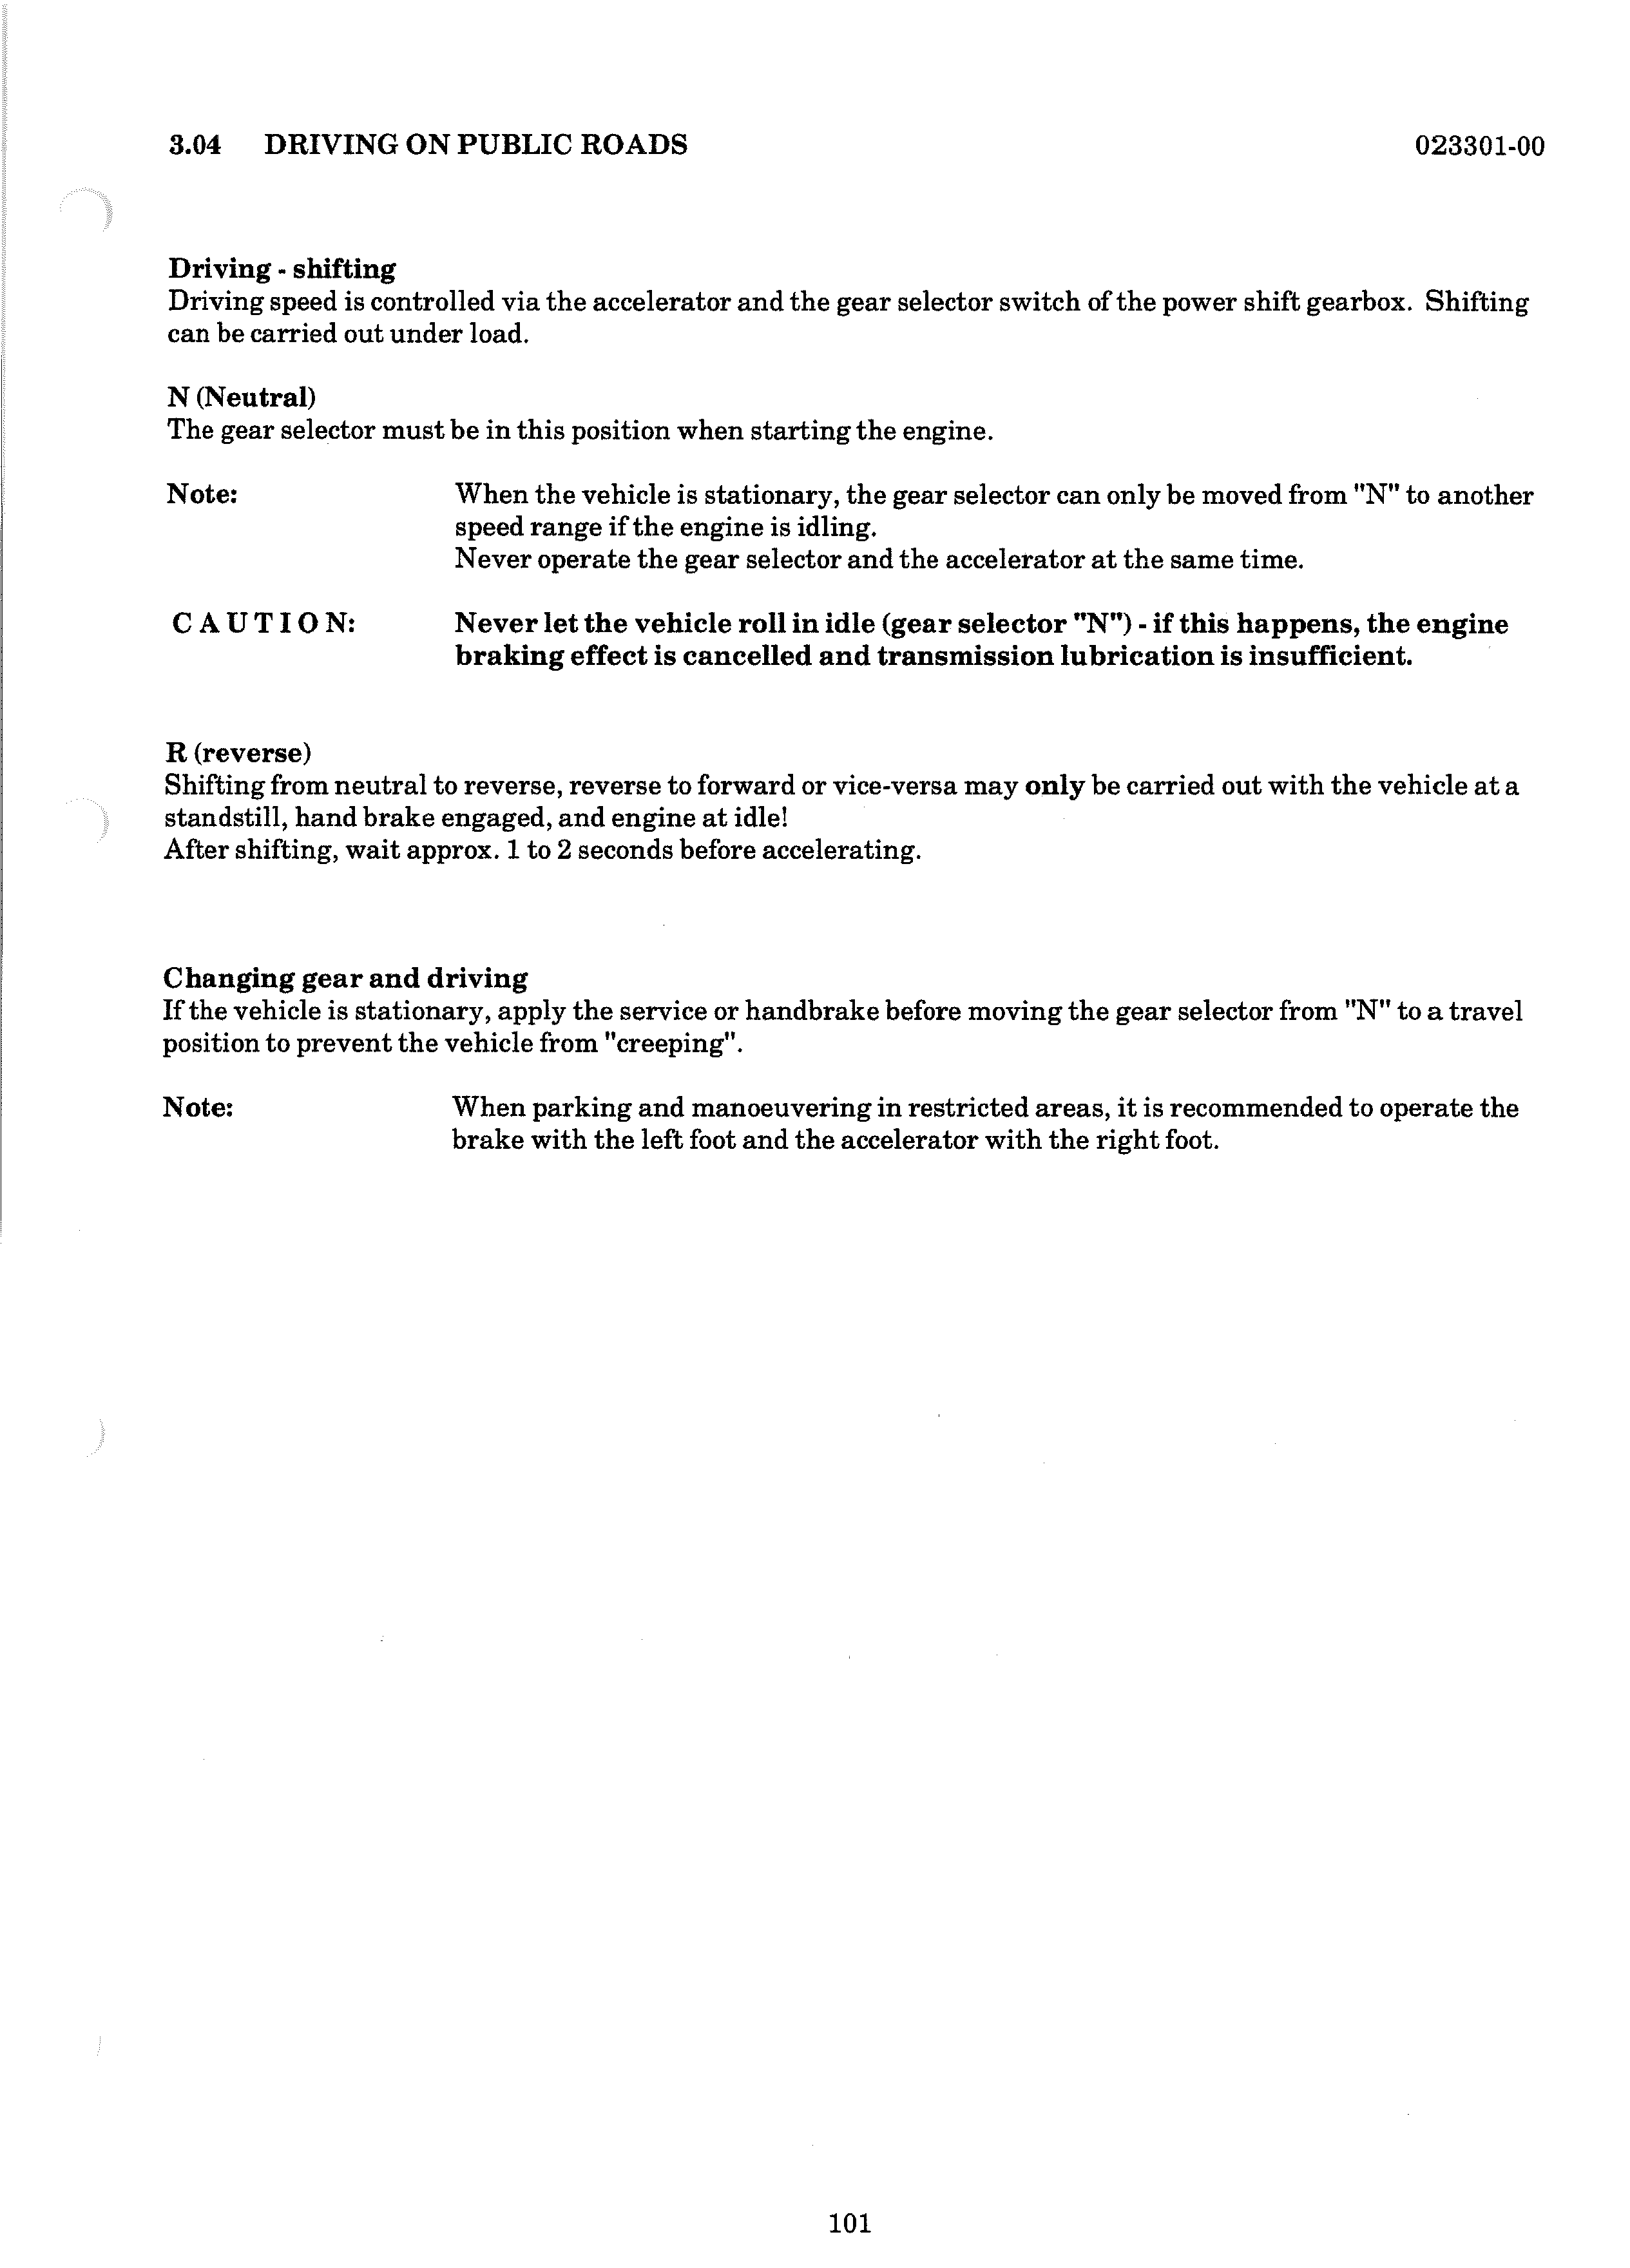 3.04 DRIVING ON PUBLIC ROADS 023301-00
Driving - shifting
Driving speed is controlled via the accelerator and the gear selector switch of the power shift gearbox. Shifting
can be carried out under load.
N (Neutral)
The gear selector must be in this position when starting the engine.
Note: When the vehicle is stationary, the gear selector can only be moved from "N" to another
speed range if the engine is idling.
Never operate the gear selector and the accelerator at the same time.
C A U T I O N: Never let the vehicle roll in idle (gear selector "N") - if this happens, the engine
braking effect is cancelled and transmission lubrication is insufficient.
R (reverse)
Shifting from neutral to reverse, reverse to forward or vice-versa may only be carried out with the vehicle at a
standstill, hand brake engaged, and engine at idle!
After shifting, wait approx. 1 to 2 seconds before accelerating.
Changing gear and driving
If the vehicle is stationary, apply the service or handbrake before moving the gear selector from "N" to a travel
position to prevent the vehicle from "creeping".
Note: When parking and manoeuvering in restricted areas, it is recommended to operate the
brake with the left foot and the accelerator with the right foot.
101